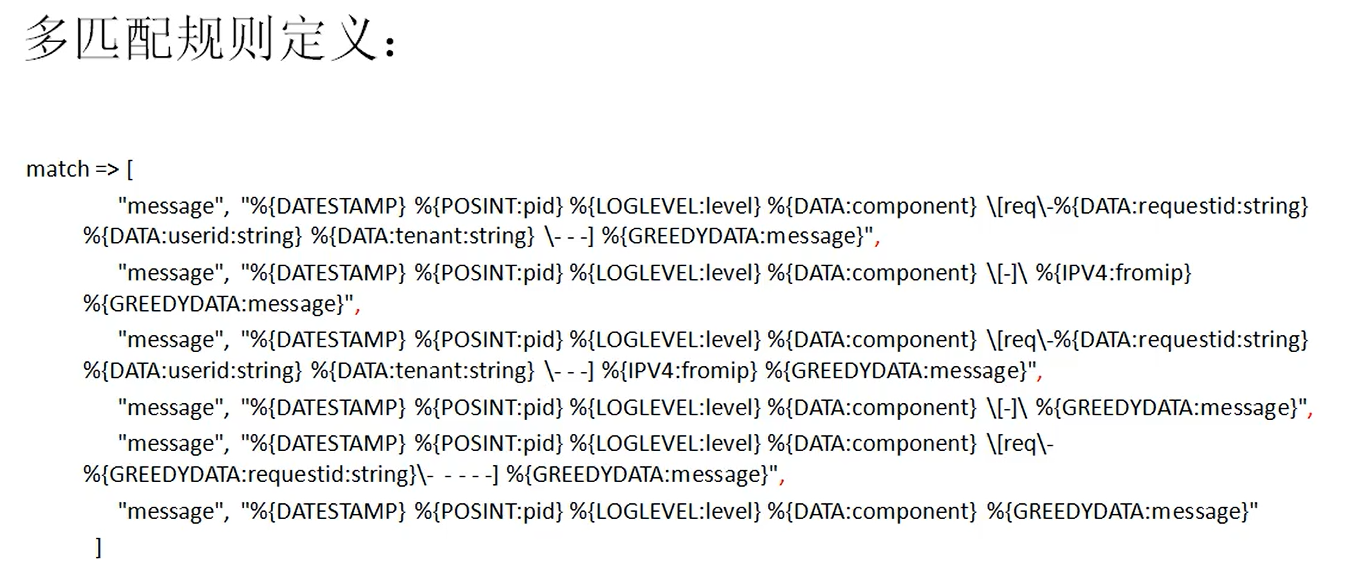 多匹配规则定义：
match => [
"message", "%{DATESTAMP} %{POSINT:pid} %{LOGLEVEL:level} %{DATA:component} \[req\-%{DATA:requestid:string}
%{DATA:userid:string} %{DATA:tenant:string} \- - -] %{GREEDYDATA:message}",
"message", "%{DATESTAMP} %{POSINT:pid} %{LOGLEVEL:level} %{DATA:component} \[-]\ %{IPV4:fromip}
%{GREEDYDATA:message}",
"message", "%{DATESTAMP} %{POSINT:pid} %{LOGLEVEL:level} %{DATA:component} \[req\-%{DATA:requestid:string}
%{DATA:userid:string} %{DATA:tenant:string} \- - -] %{IPV4:fromip} %{GREEDYDATA:message}",
"message", "%{DATESTAMP} %{POSINT:pid} %{LOGLEVEL:level} %{DATA:component} \[-]\ %{GREEDYDATA:message}",
"message", "%{DATESTAMP} %{POSINT:pid} %{LOGLEVEL:level} %{DATA:component} \[req\-
%{GREEDYDATA:requestid:string}\- - - - -] %{GREEDYDATA:message}",
"message", "%{DATESTAMP} %{POSINT:pid} %{LOGLEVEL:level} %{DATA:component} %{GREEDYDATA:message}"
]